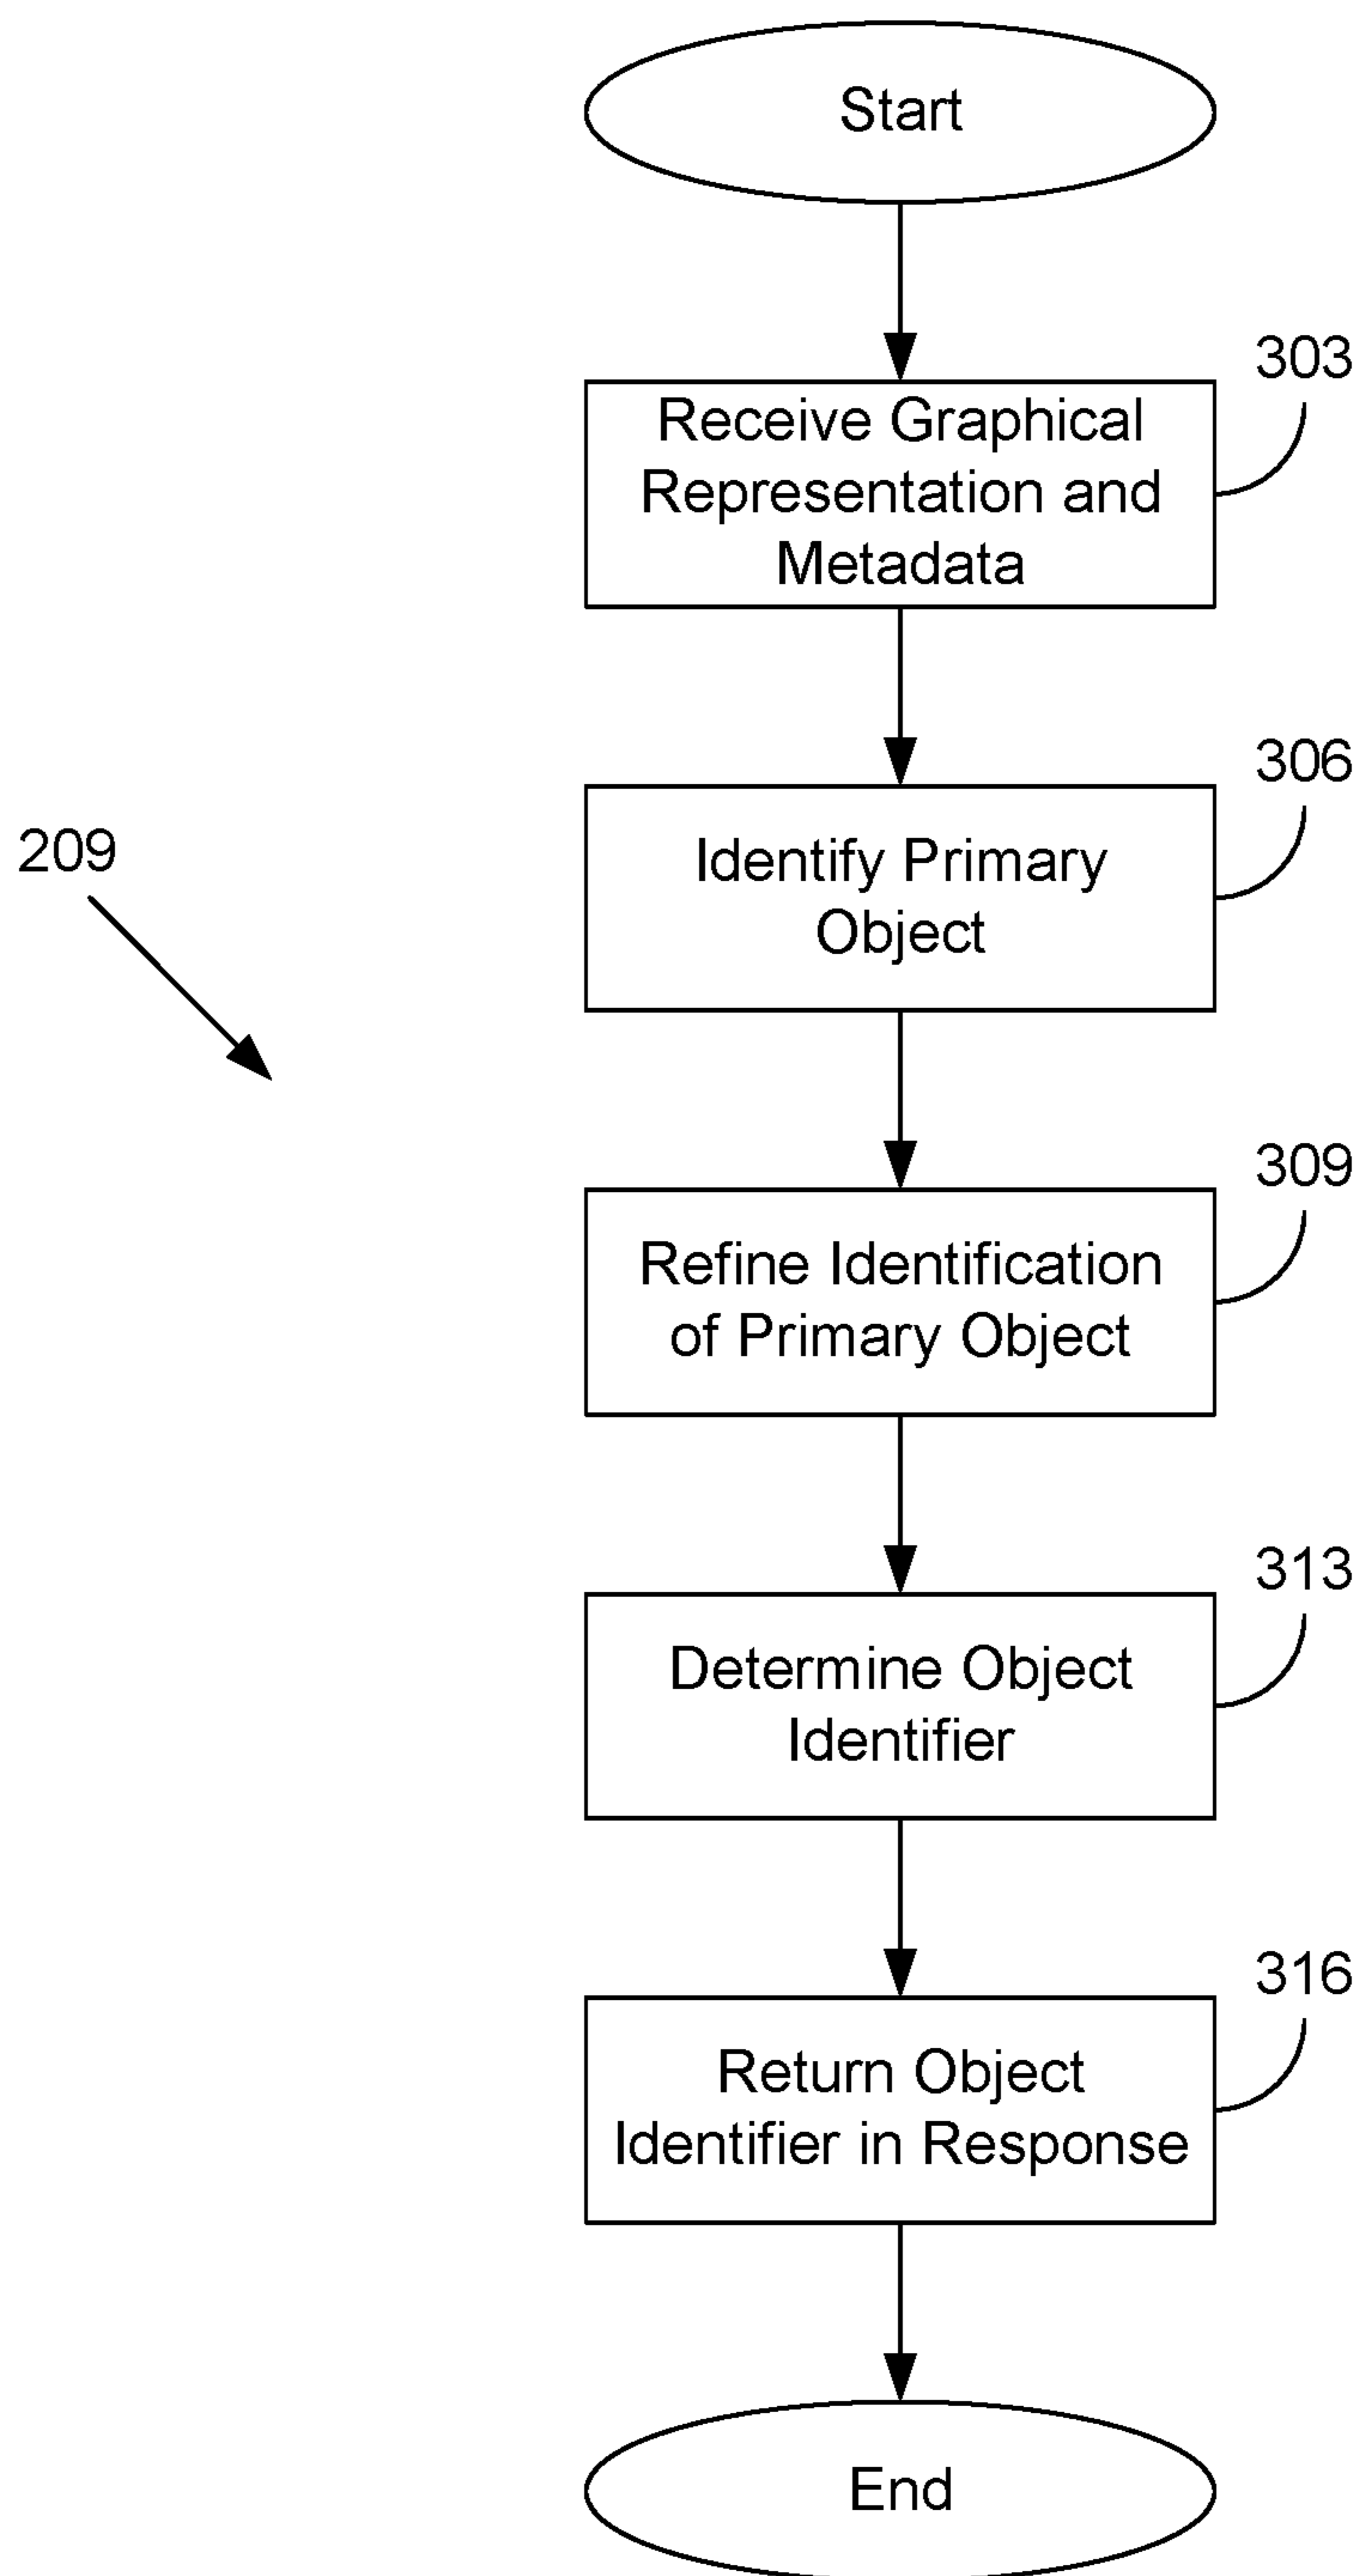 Start
303
Receive Graphical
Representation and
Metadata
306
Identify Primary
Object
209
309
Refine Identification
of Primary Object
313
Determine Object
Identifier
316
Return Object
Identifier in Response
End